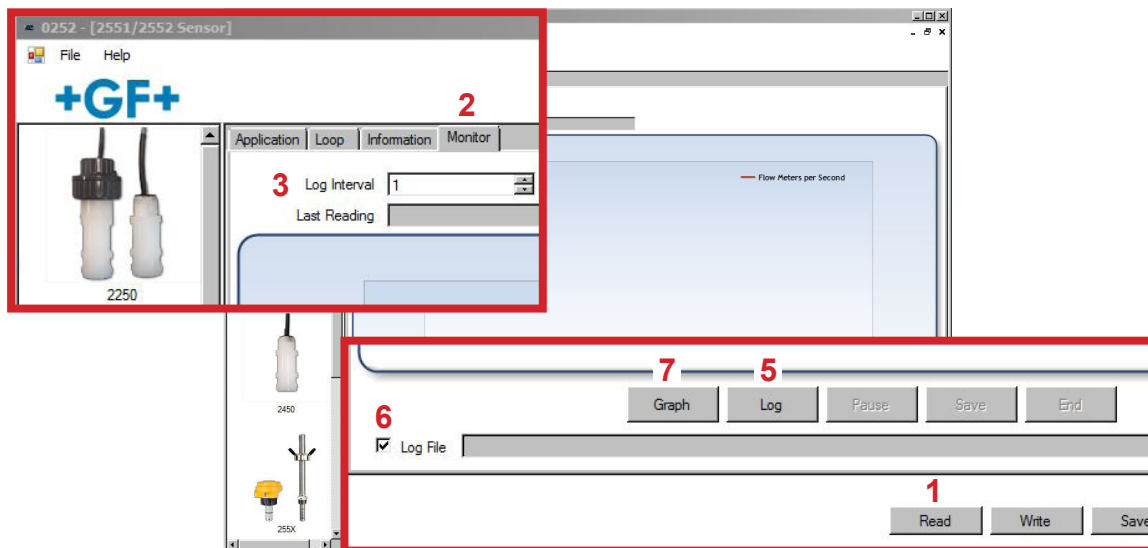 0252 - [2551/2552 Sensor]
File Help
+GF+
2
Application Loop Information Monitor
3 Log Interval 1
Last Reading
Flow Meters per Second
2250
2450
255X
7 5
Graph Log Pause Save End
6
Log File
1
Read Write Save